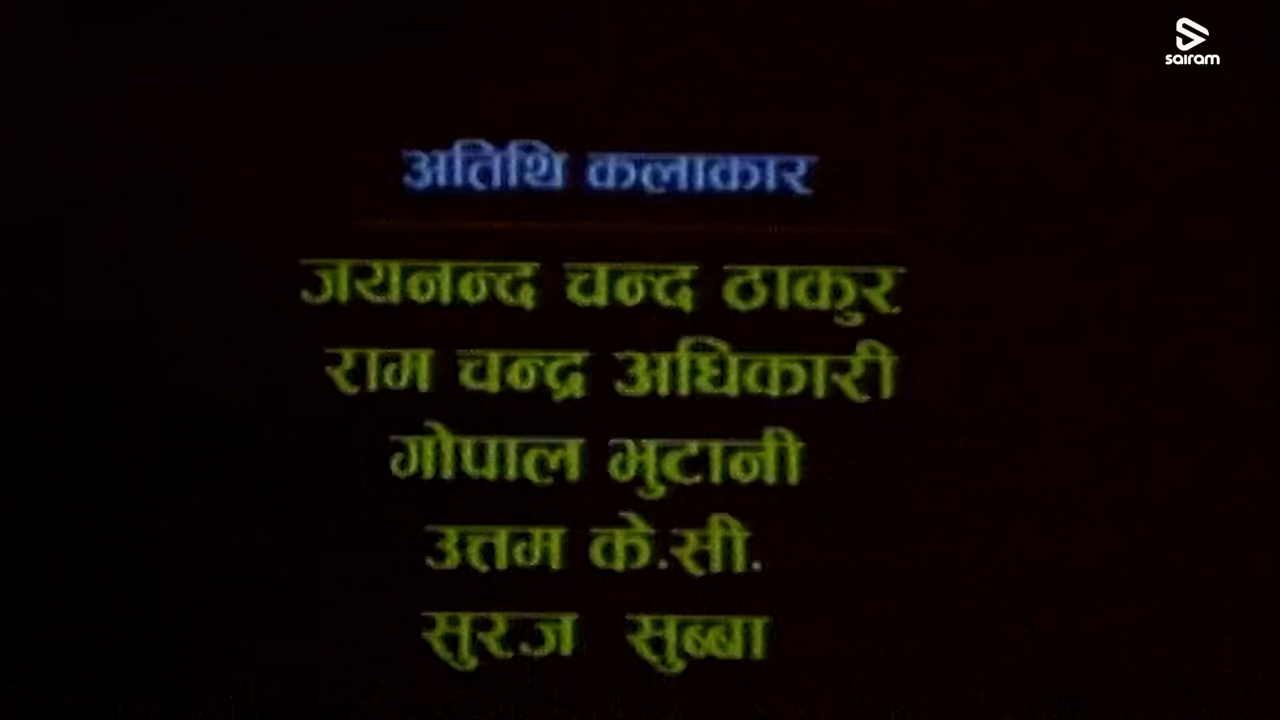 sairam
अतिथि कलाकार
जयनन्द चन्द ठाकुर
राम चन्द्र अधिकारी
गोपाल भुटानी
उत्तम के.सी.
सुरज सुब्बा